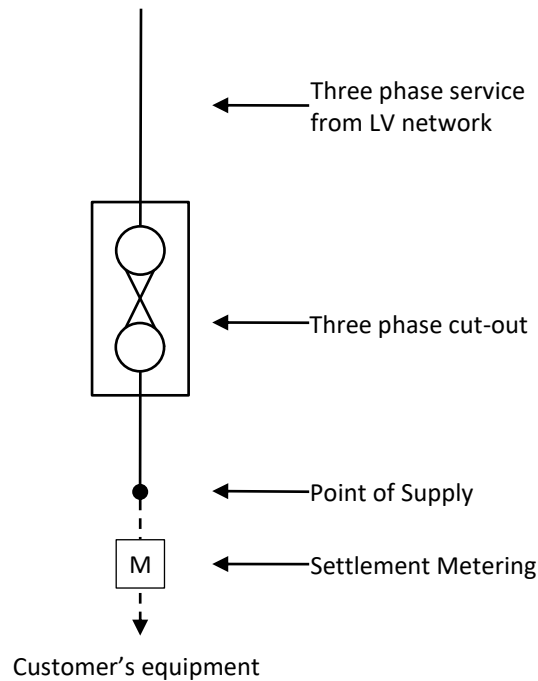 Three phase service
from LV network
Three phase cut-out
Point of Supply
M
Settlement Metering
Customer’s equipment